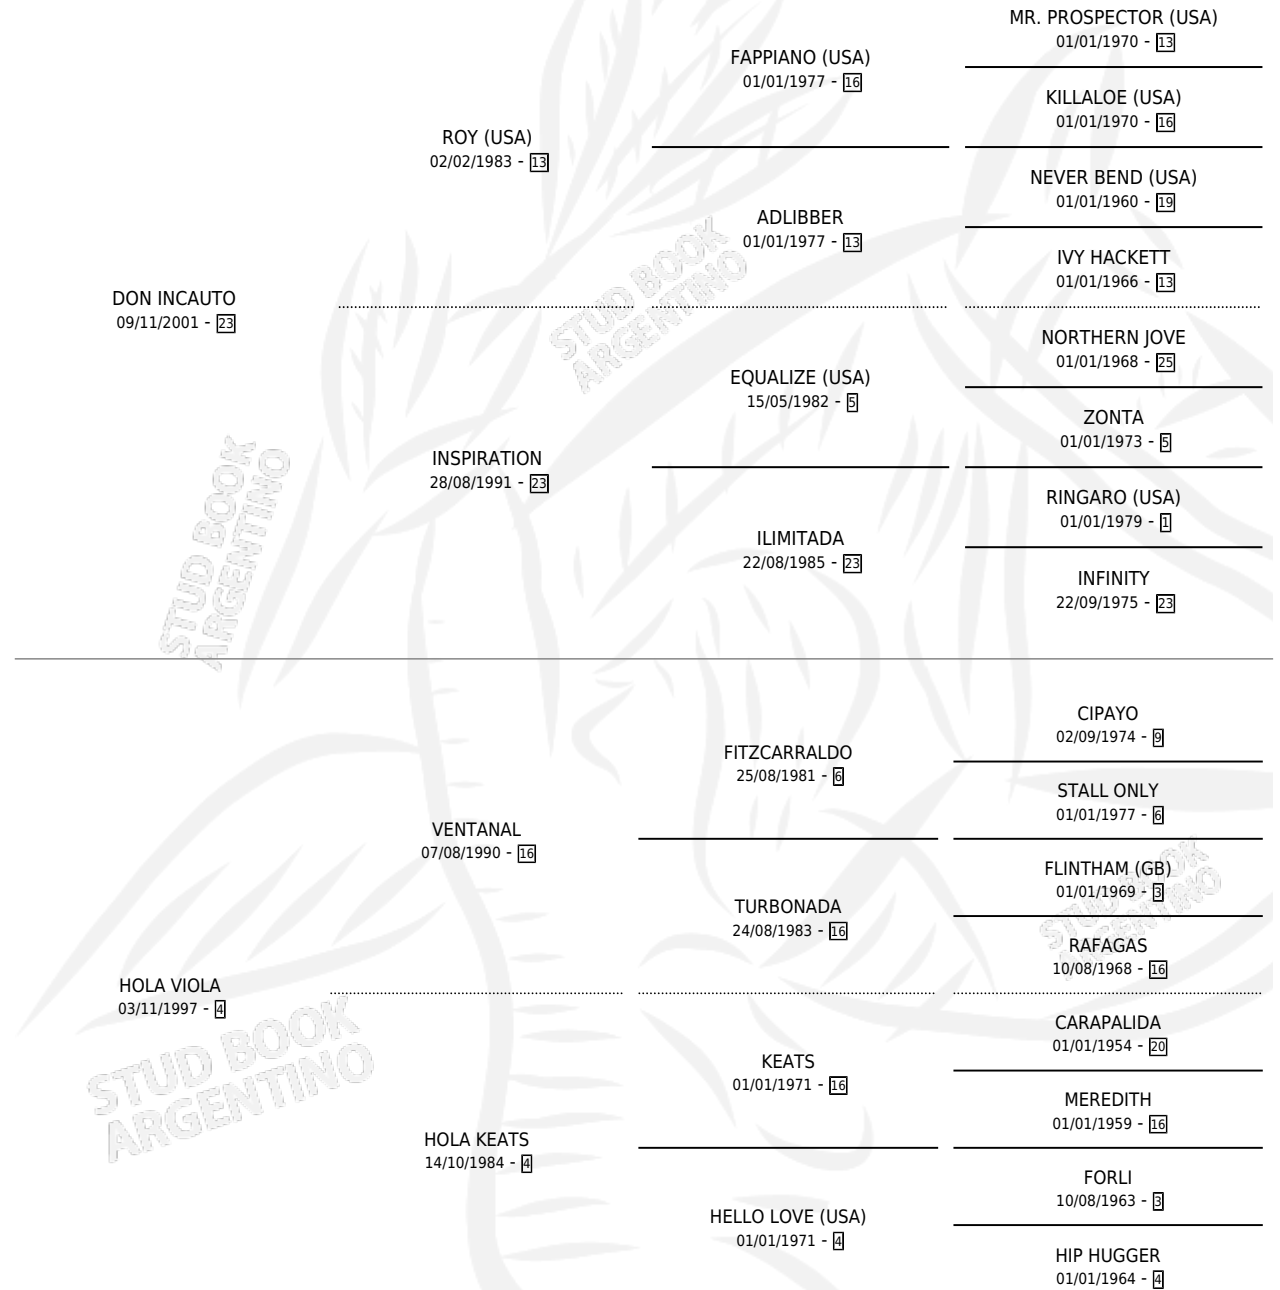 MR. PROSPECTOR (USA)
01/01/1970 - 13
FAPPIANO (USA)
01/01/1977 - 16
KILLALOE (USA)
01/01/1970 - 16
ROY (USA)
02/02/1983 - 13
NEVER BEND (USA)
01/01/1960 - 19
ADLIBBER
01/01/1977 - 13
IVY HACKETT
01/01/1966 - 13
DON INCAUTO
09/11/2001 - 23
NORTHERN JOVE
01/01/1968 - 25
EQUALIZE (USA)
15/05/1982 - 5
ZONTA
01/01/1973 - 5
INSPIRATION
28/08/1991 - 23
RINGARO (USA)
01/01/1979 - 1
ILIMITADA
22/08/1985 - 23
INFINITY
22/09/1975 - 23
CIPAYO
02/09/1974 - 9
FITZCARRALDO
25/08/1981 - 6
STALL ONLY
01/01/1977 - 6
VENTANAL
07/08/1990 - 16
FLINTHAM (GB)
01/01/1969 - 3
TURBONADA
24/08/1983 - 16
RAFAGAS
10/08/1968 - 16
HOLA VIOLA
03/11/1997 - 4
CARAPALIDA
01/01/1954 - 20
KEATS
01/01/1971 - 16
MEREDITH
01/01/1959 - 16
HOLA KEATS
14/10/1984 - 4
FORLI
10/08/1963 - 3
HELLO LOVE (USA)
01/01/1971 - 4
HIP HUGGER
01/01/1964 - 4
STUD BOOK
ARGENTINO
STUD BOOK
ARGENTINO
STUD BOOK
ARGENTINO
STUD BOOK
ARGENTINO